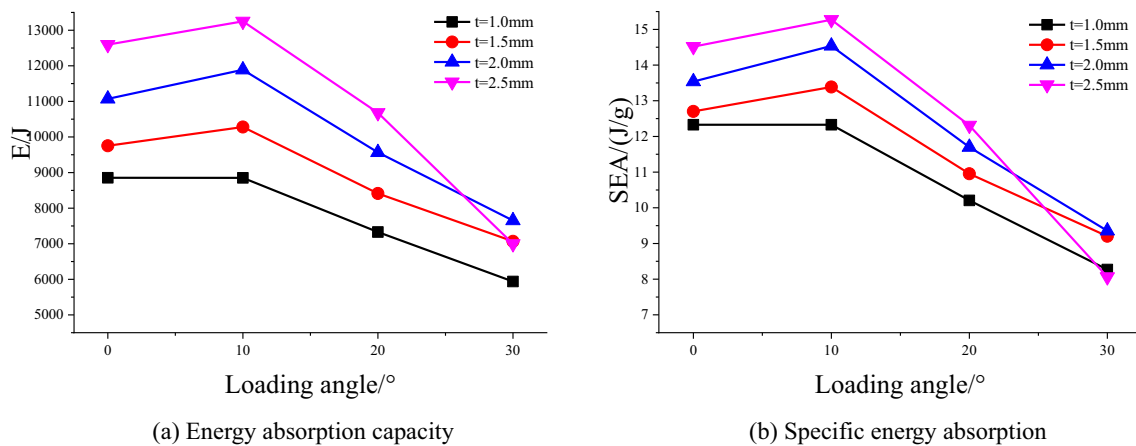 13000
12000
11000
10000
9000
8000
7000
6000
5000
E/J
t=1.0mm
t=1.5mm
t=2.0mm
t=2.5mm
0 10 20 30
Loading angle/°
(a) Energy absorption capacity
15
14
13
12
11
10
9
8
7
SEA/(J/g)
t=1.0mm
t=1.5mm
t=2.0mm
t=2.5mm
0 10 20 30
Loading angle/°
(b) Specific energy absorption